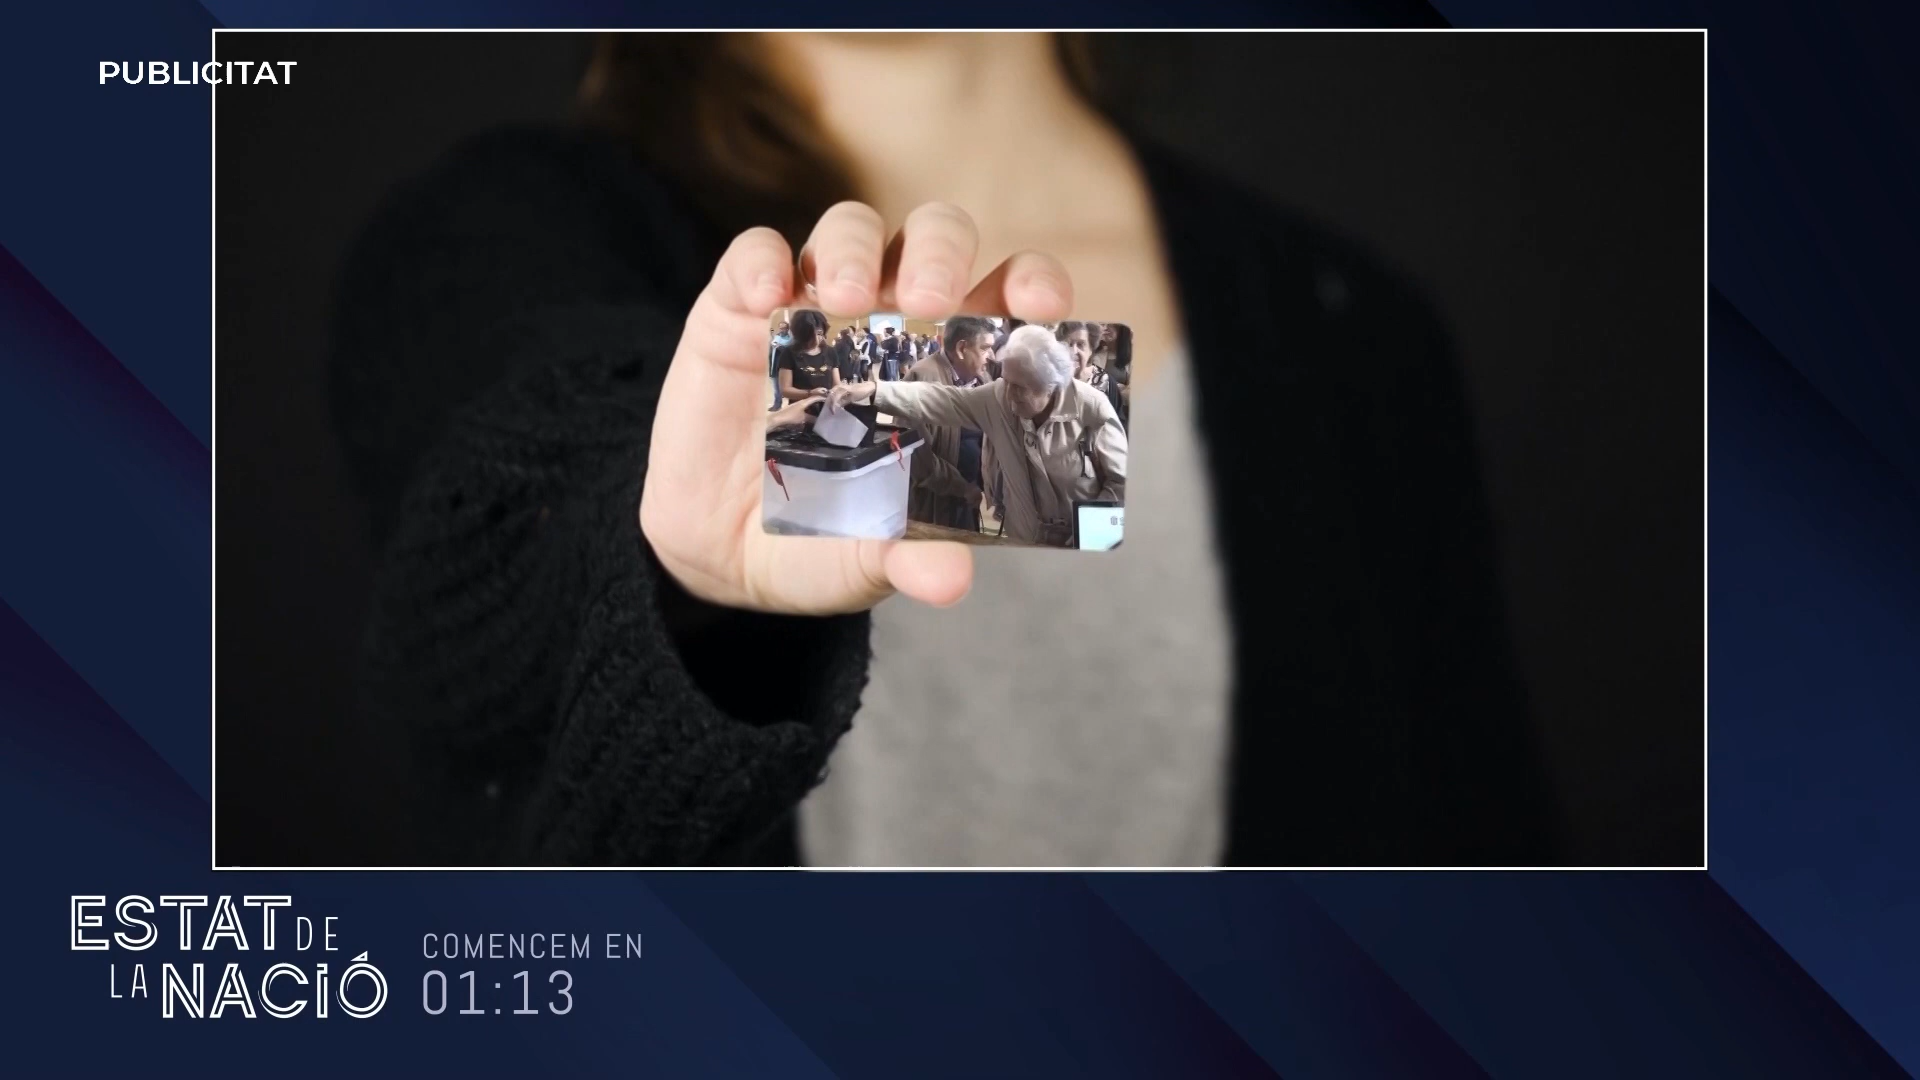 PUBLICITAT
ESTAT DE
LA NACIÓ
COMENCEM EN
01:13